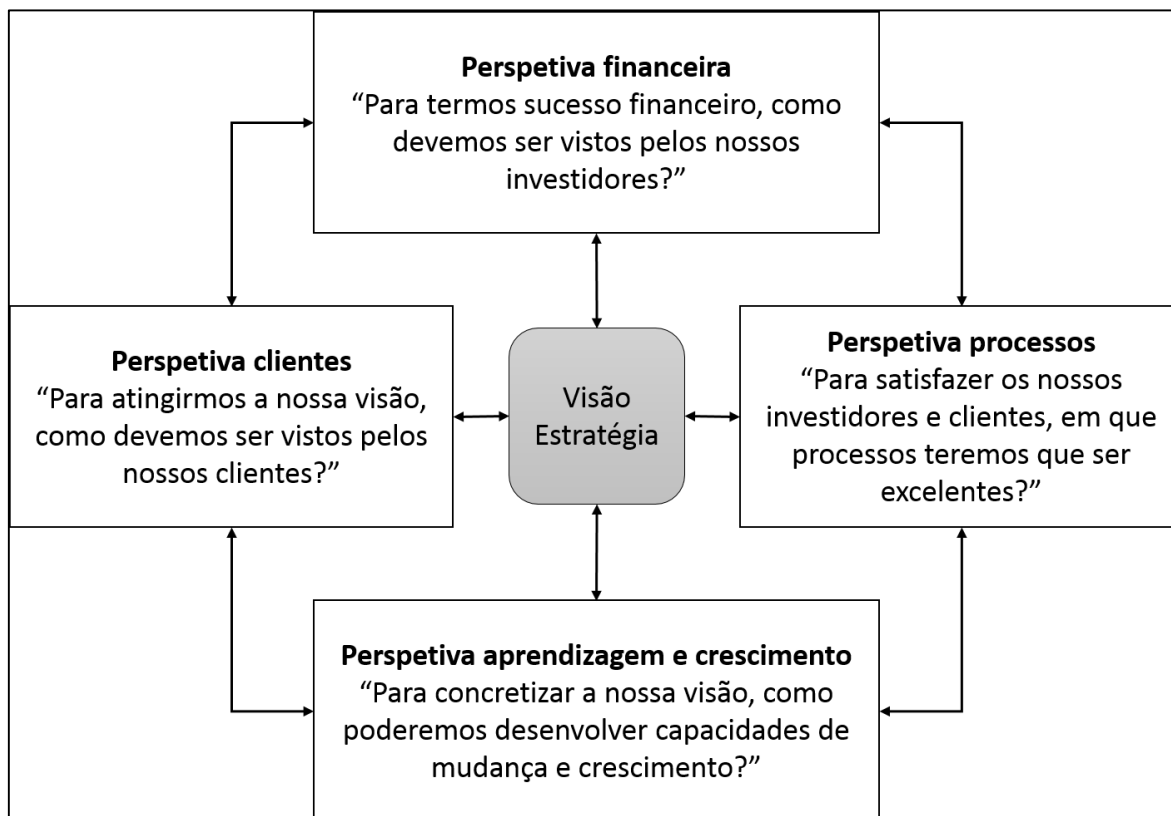 Perspetiva financeira
“Para termos sucesso financeiro, como
devemos ser vistos pelos nossos
investidores?”
Perspetiva clientes
“Para atingirmos a nossa visão,
como devemos ser vistos pelos
nossos clientes?”
Visão
Estratégia
Perspetiva processos
“Para satisfazer os nossos
investidores e clientes, em que
processos teremos que ser
excelentes?”
Perspetiva aprendizagem e crescimento
“Para concretizar a nossa visão, como
poderemos desenvolver capacidades de
mudança e crescimento?”